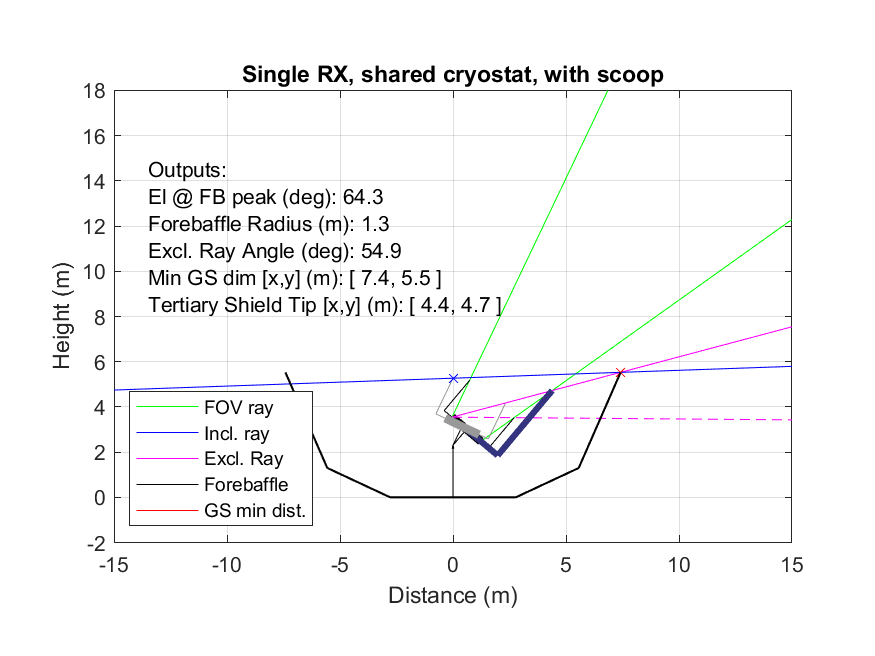 Single RX, shared cryostat, with scoop
18
16
14
12
10
8
6
4
2
0
-2
Height (m)
Outputs:
El @ FB peak (deg): 64.3
Forebaffle Radius (m): 1.3
Excl. Ray Angle (deg): 54.9
Min GS dim [x,y] (m): [ 7.4, 5.5 ]
Tertiary Shield Tip [x,y] (m): [ 4.4, 4.7 ]
FOV ray
Incl. ray
Excl. Ray
Forebaffle
GS min dist.
-15 -10 -5 0 5 10 15
Distance (m)